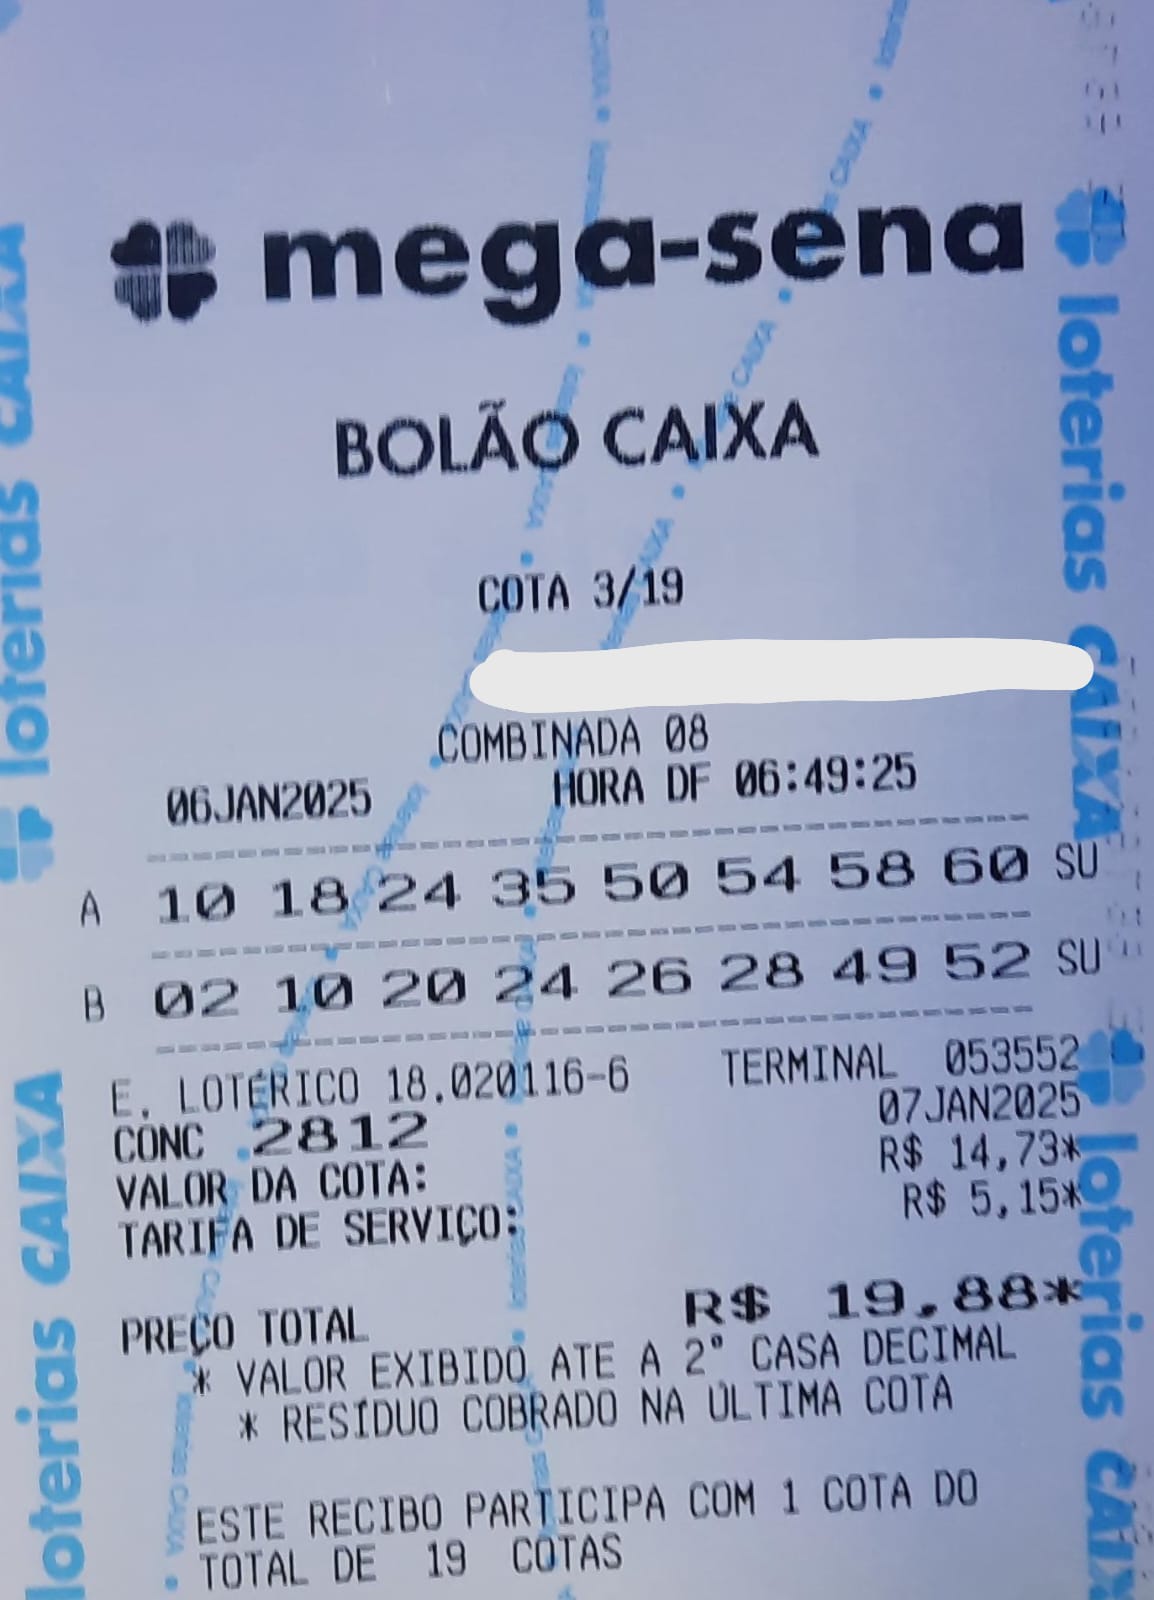 mega-sena
BOLÃO CAIXA
COTA 3/19
COMBINADA 08
06JAN2025 HORA DF 06:49:25
A 10 18 24 35 50 54 58 60 SU
B 02 10 20 24 26 28 49 52 SU
E. LOTÉRICO 18.020116-6 TERMINAL 053552
CONC 2812 07JAN2025
VALOR DA COTA: R$ 14,73*
TARIFA DE SERVIÇO: R$ 5,15*
PREÇO TOTAL R$ 19,88*
* VALOR EXIBIDO ATE A 2° CASA DECIMAL
* RESÍDUO COBRADO NA ÚLTIMA COTA
ESTE RECIBO PARTICIPA COM 1 COTA DO
TOTAL DE 19 COTAS
loterias CAIXA
loterias CAIXA
loterias CAIXA
loterias CAIXA